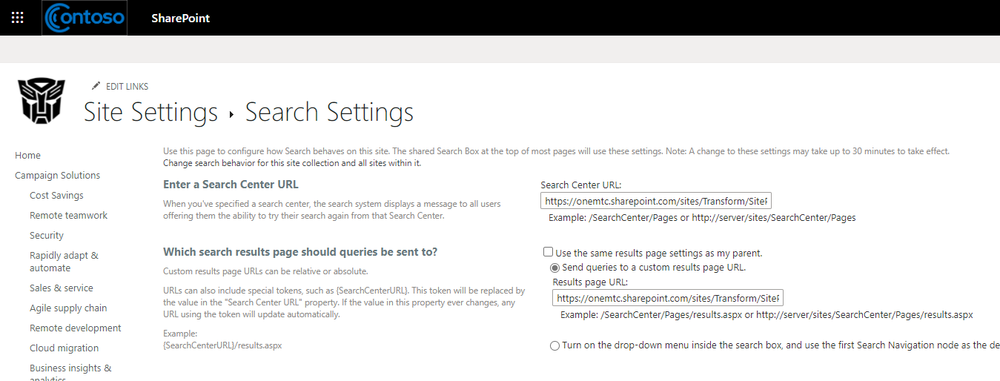 Contoso
SharePoint
EDIT LINKS
Site Settings › Search Settings
Home
Campaign Solutions
Cost Savings
Remote teamwork
Security
Rapidly adapt &
automate
Sales & service
Agile supply chain
Remote development
Cloud migration
Business insights &
analytics
Use this page to configure how Search behaves on this site. The shared Search Box at the top of most pages will use these settings. Note: A change to these settings may take up to 30 minutes to take effect.
Change search behavior for this site collection and all sites within it.
Enter a Search Center URL
When you've specified a search center, the search system displays a message to all users
offering them the ability to try their search again from that Search Center.
Search Center URL:
https://onemtc.sharepoint.com/sites/Transform/SiteP
Example: /SearchCenter/Pages or http://server/sites/SearchCenter/Pages
Which search results page should queries be sent to?
Custom results page URLs can be relative or absolute.
URLs can also include special tokens, such as {SearchCenterURL}. This token will be replaced by
the value in the "Search Center URL" property. If the value in this property ever changes, any
URL using the token will update automatically.
Example:
{SearchCenterURL}/results.aspx
Use the same results page settings as my parent.
Send queries to a custom results page URL.
Results page URL:
https://onemtc.sharepoint.com/sites/Transform/SiteP
Example: /SearchCenter/Pages/results.aspx or http://server/sites/SearchCenter/Pages/results.aspx
Turn on the drop-down menu inside the search box, and use the first Search Navigation node as the de